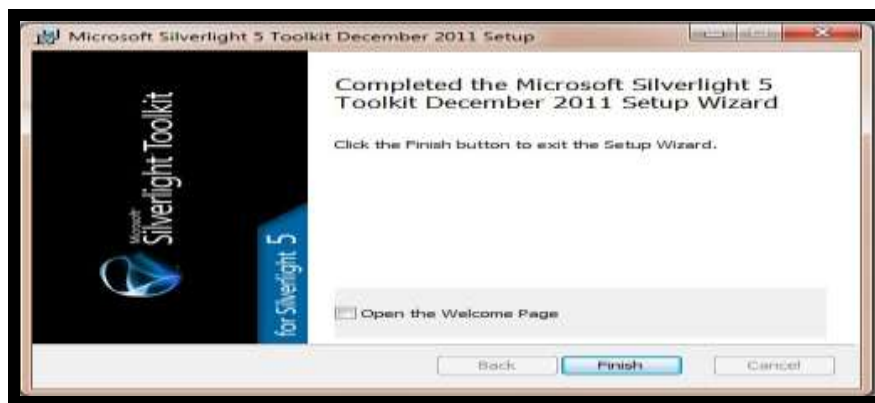 Microsoft Silverlight 5 Toolkit December 2011 Setup
Microsoft
Silverlight Toolkit
for Silverlight 5
Completed the Microsoft Silverlight 5
Toolkit December 2011 Setup Wizard
Click the Finish button to exit the Setup Wizard.
Open the Welcome Page
Back
Finish
Cancel